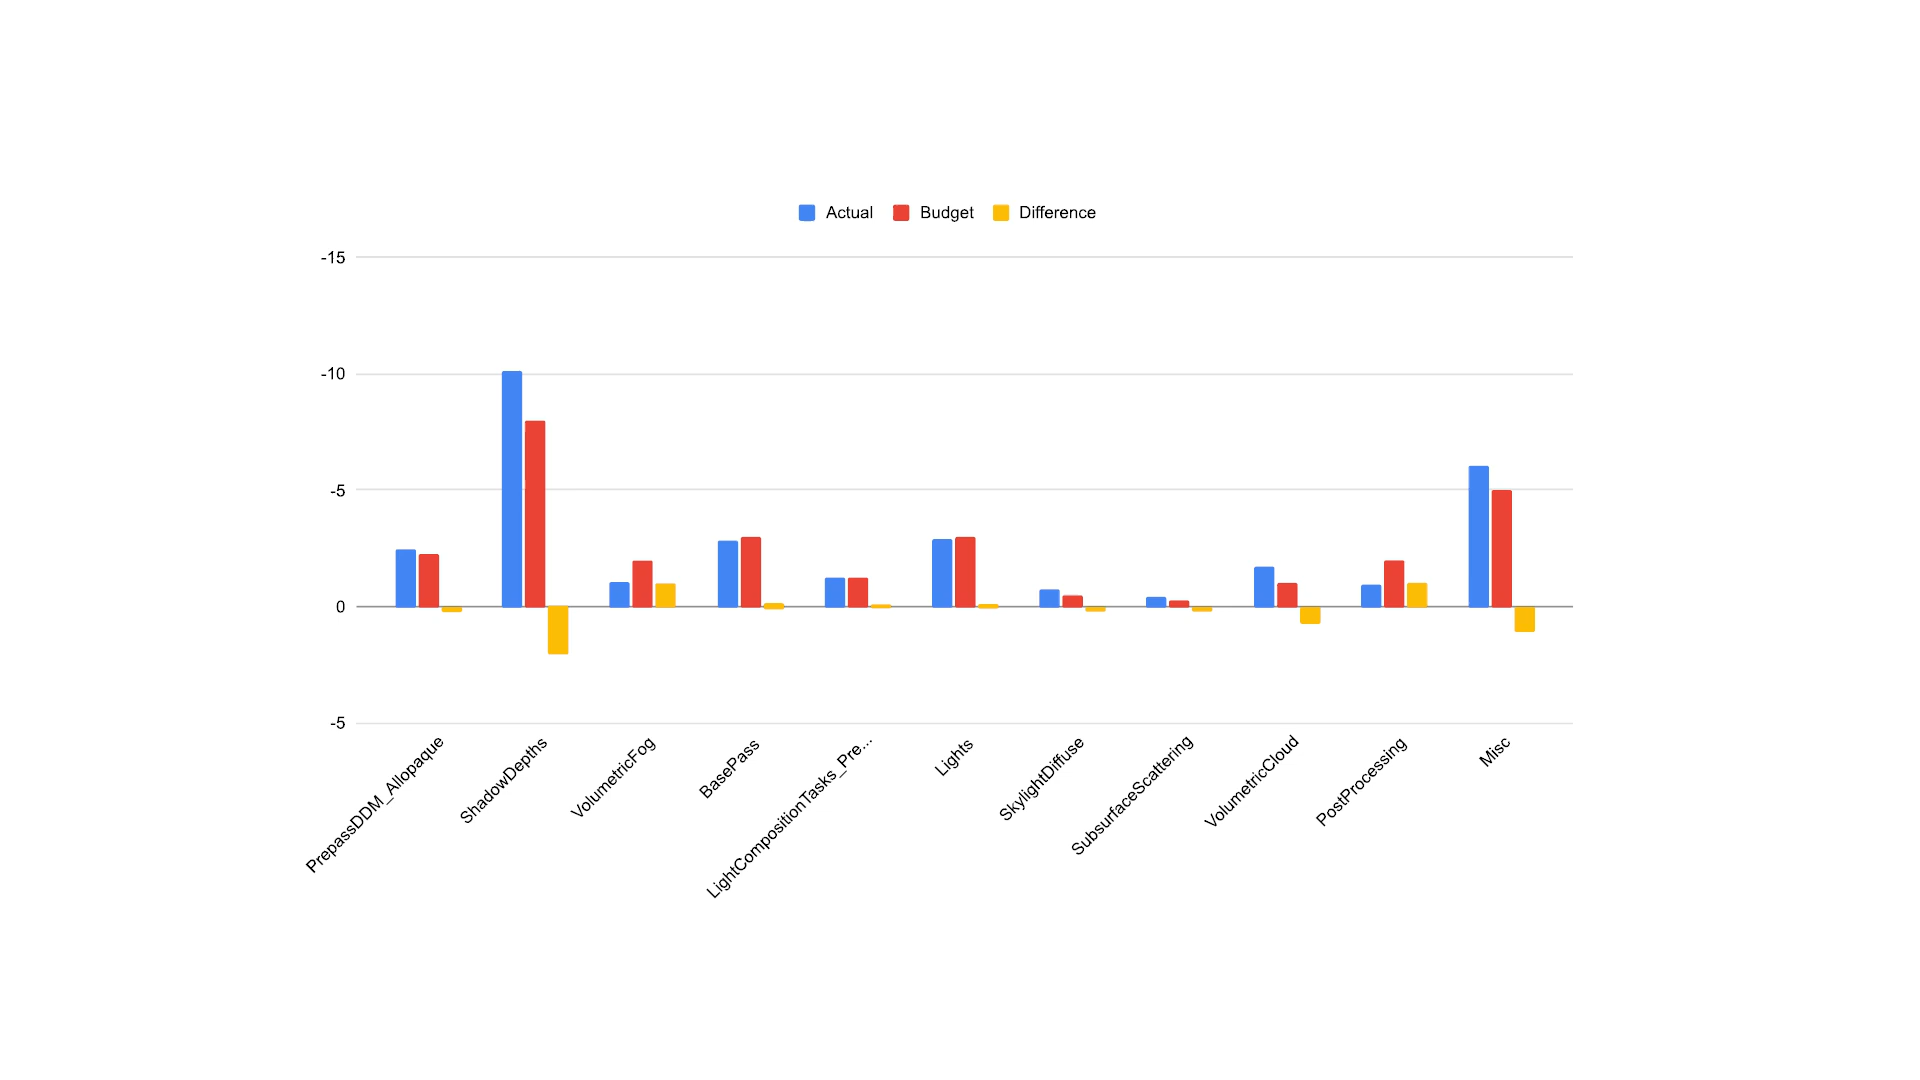 Actual Budget Difference
-15
-10
-5
0
-5
PrepassDDM_Allopaque
ShadowDepths
VolumetricFog
BasePass
LightCompositionTasks_Pre...
Lights
SkylightDiffuse
SubsurfaceScattering
VolumetricCloud
PostProcessing
Misc